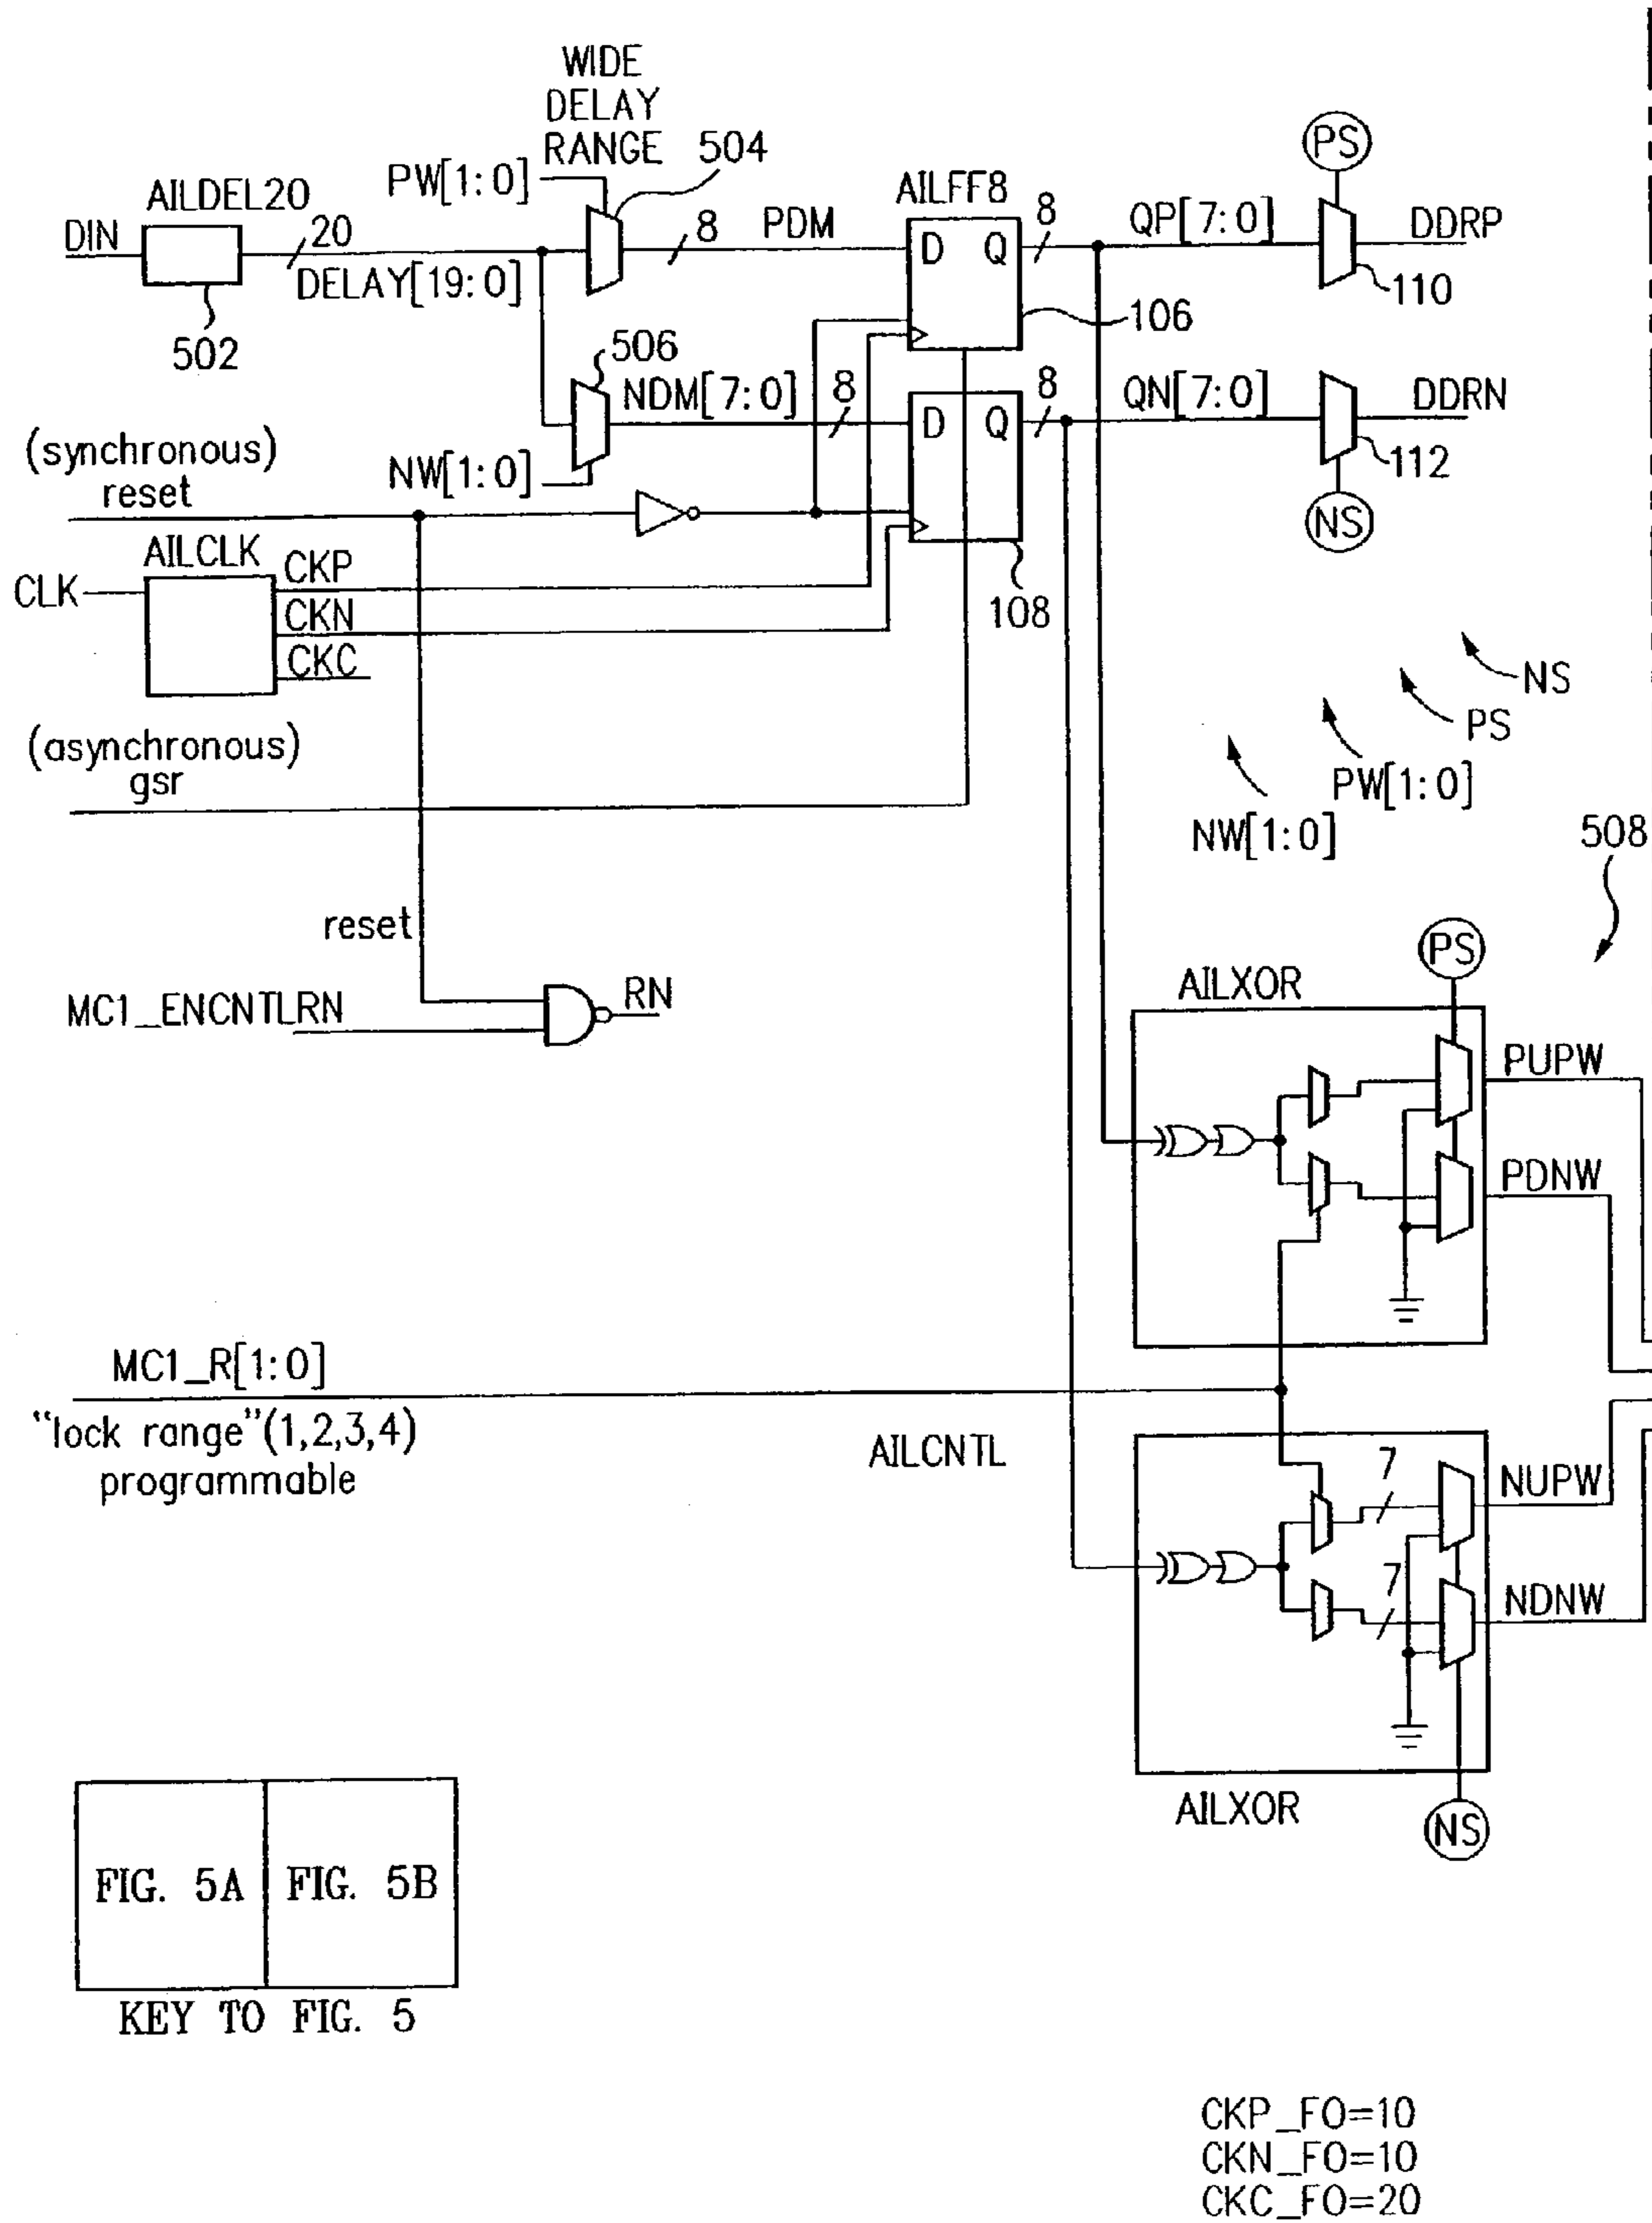 WIDE
DELAY
RANGE
504
PS
PW[1:0]
AILDEL20
AILFF8
DIN
20
8
PDM
D Q
8
QP[7:0]
DDRP
DELAY[19:0]
110
502
106
506
NDM[7:0]
8
D Q
8
QN[7:0]
DDRN
(synchronous)
reset
NW[1:0]
112
NS
AILCLK
CKP
CLK
CKN
108
CKC
NS
PS
(asynchronous)
gsr
PW[1:0]
NW[1:0]
508
reset
PS
AILXOR
MC1_ENCNTLRN
RN
PUPW
PDNW
MC1_R[1:0]
"lock range"(1,2,3,4)
programmable
AILCNTL
7
NUPW
7
NDNW
AILXOR
NS
FIG. 5A
FIG. 5B
KEY TO FIG. 5
CKP_FO=10
CKN_FO=10
CKC_FO=20